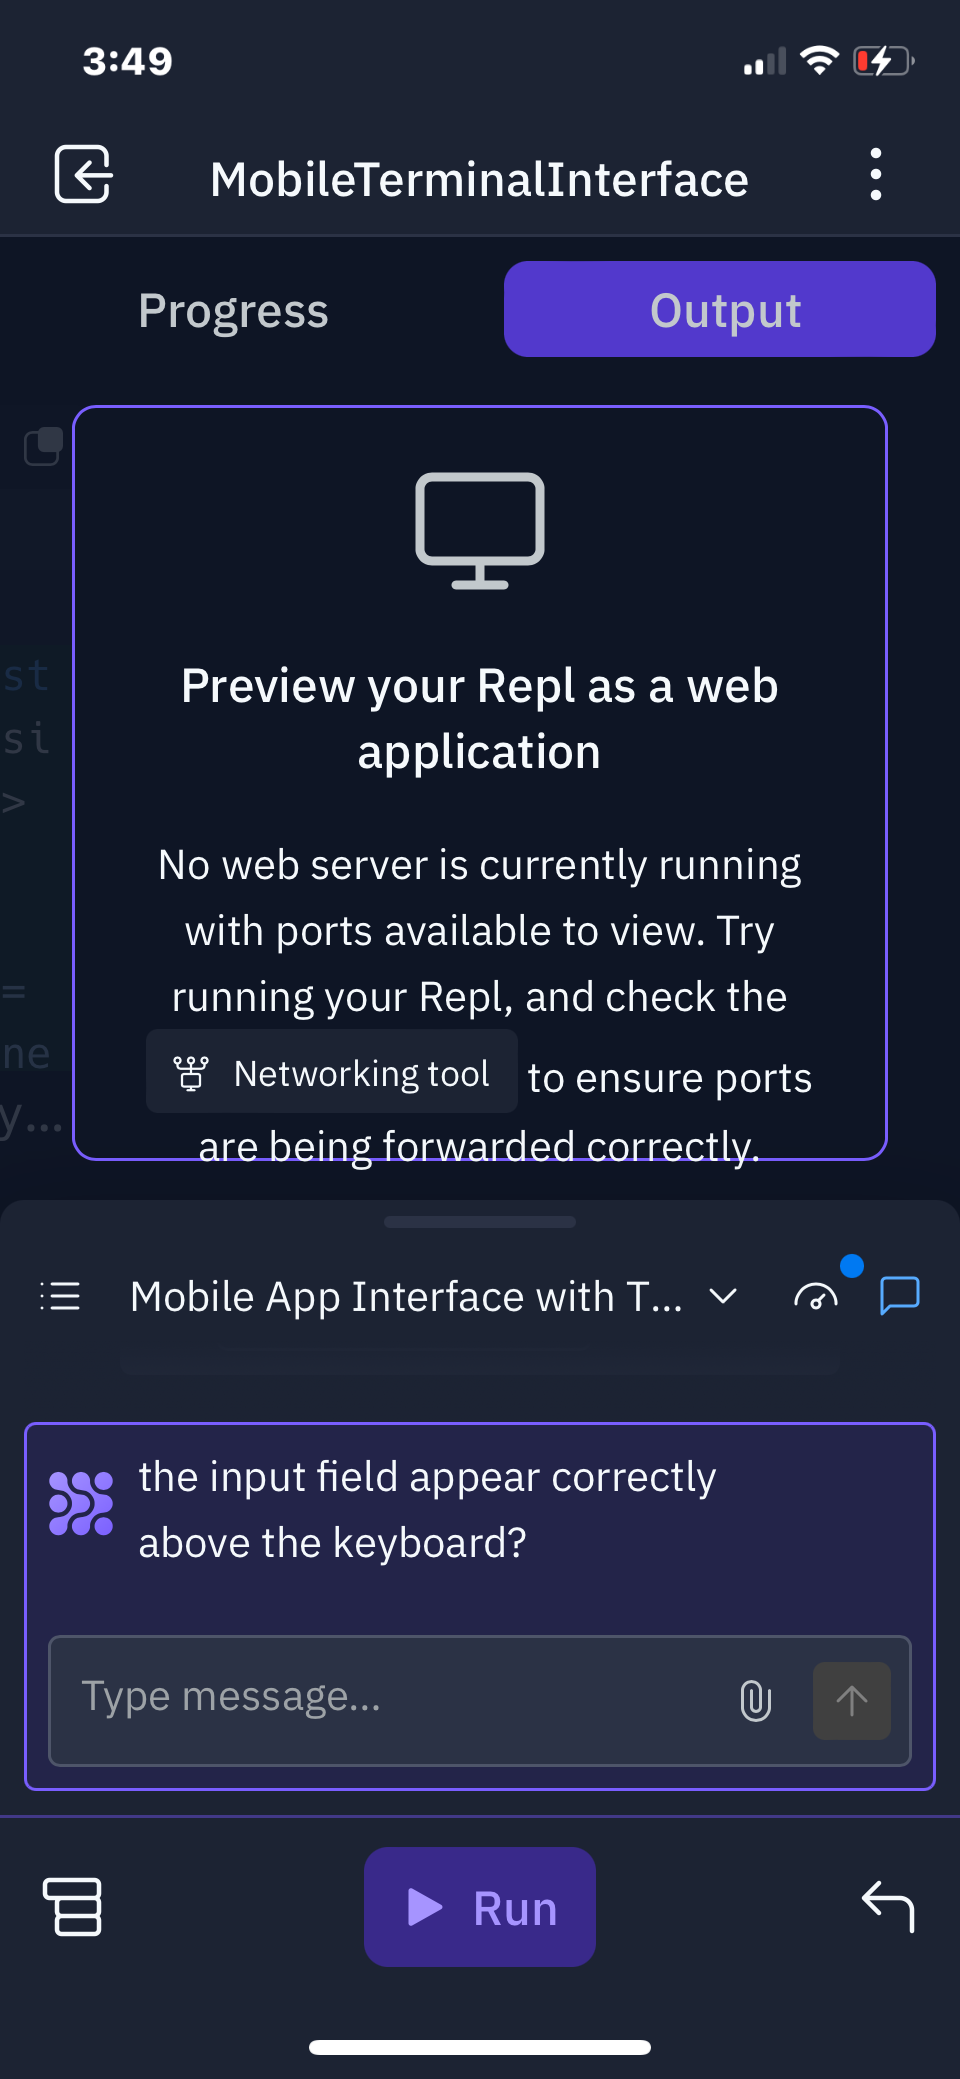 3:49
MobileTerminalInterface
Progress
Output
Preview your Repl as a web
application
No web server is currently running
with ports available to view. Try
running your Repl, and check the
Networking tool to ensure ports
are being forwarded correctly.
st
si
>
=
ne
y...
Mobile App Interface with T...
the input field appear correctly
above the keyboard?
Type message...
Run